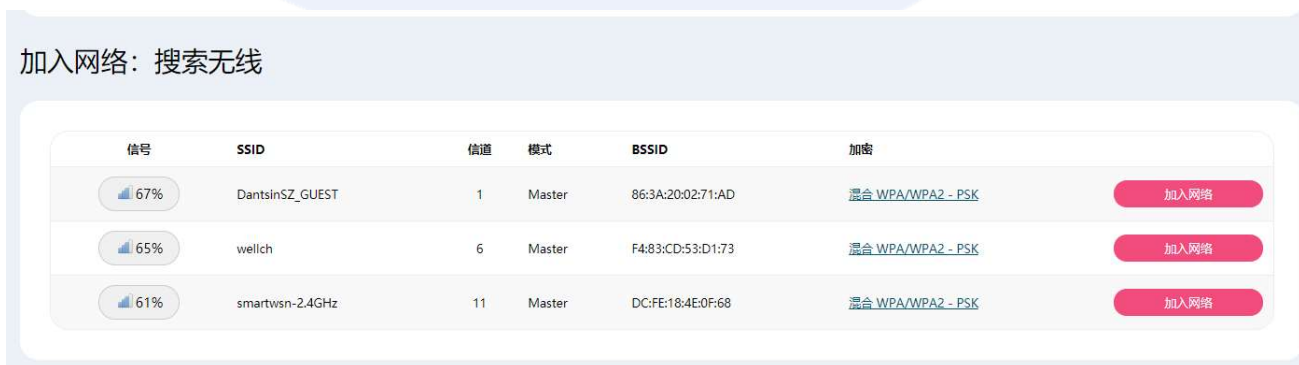 加入网络：搜索无线
信号 SSID 信道 模式 BSSID 加密
67% DantsinSZ_GUEST 1 Master 86:3A:20:02:71:AD 混合 WPA/WPA2 - PSK 加入网络
65% wellch 6 Master F4:83:CD:53:D1:73 混合 WPA/WPA2 - PSK 加入网络
61% smartwsn-2.4GHz 11 Master DC:FE:18:4E:0F:68 混合 WPA/WPA2 - PSK 加入网络